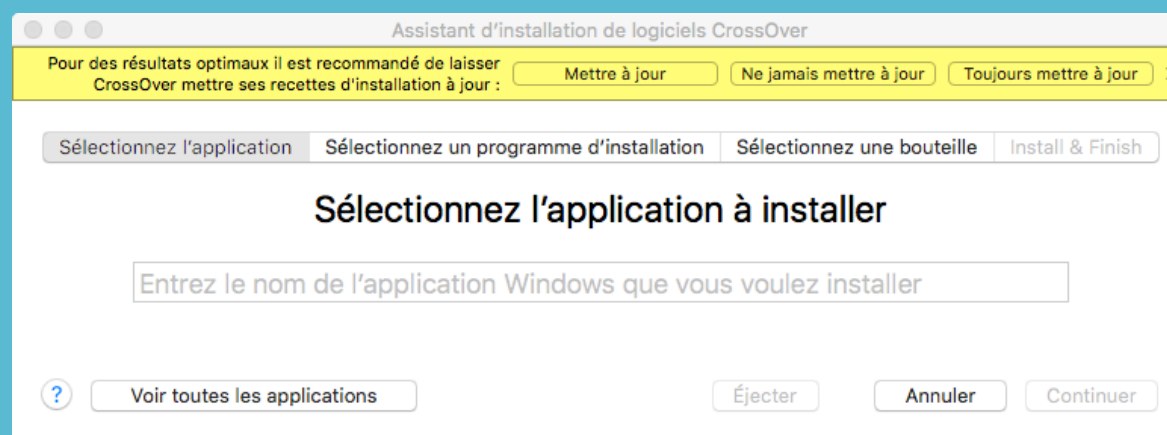 Assistant d'installation de logiciels CrossOver
Pour des résultats optimaux il est recommandé de laisser
CrossOver mettre ses recettes d'installation à jour :
Mettre à jour
Ne jamais mettre à jour
Toujours mettre à jour
Sélectionnez l'application
Sélectionnez un programme d'installation
Sélectionnez une bouteille
Install & Finish
Sélectionnez l'application à installer
Entrez le nom de l'application Windows que vous voulez installer
?
Voir toutes les applications
Éjecter
Annuler
Continuer